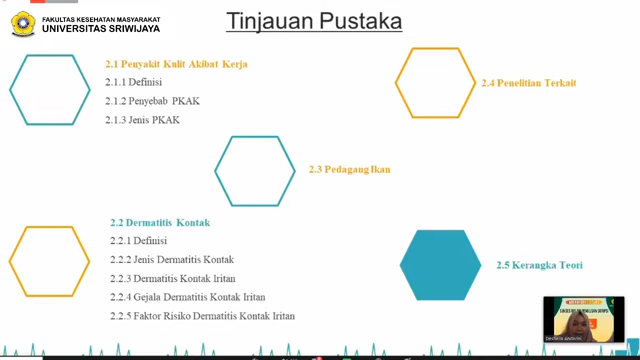 Tinjauan Pustaka
FAKULTAS KESEHATAN MASYARAKAT
UNIVERSITAS SRIWIJAYA
2.1 Penyakit Kulit Akibat Kerja
2.1.1 Definisi
2.1.2 Penyebab PKAK
2.1.3 Jenis PKAK
2.4 Penelitian Terkait
2.3 Pedagang Ikan
2.2 Dermatitis Kontak
2.2.1 Definisi
2.2.2 Jenis Dermatitis Kontak
2.2.3 Dermatitis Kontak Iritan
2.2.4 Gejala Dermatitis Kontak Iritan
2.2.5 Faktor Risiko Dermatitis Kontak Iritan
2.5 Kerangka Teori